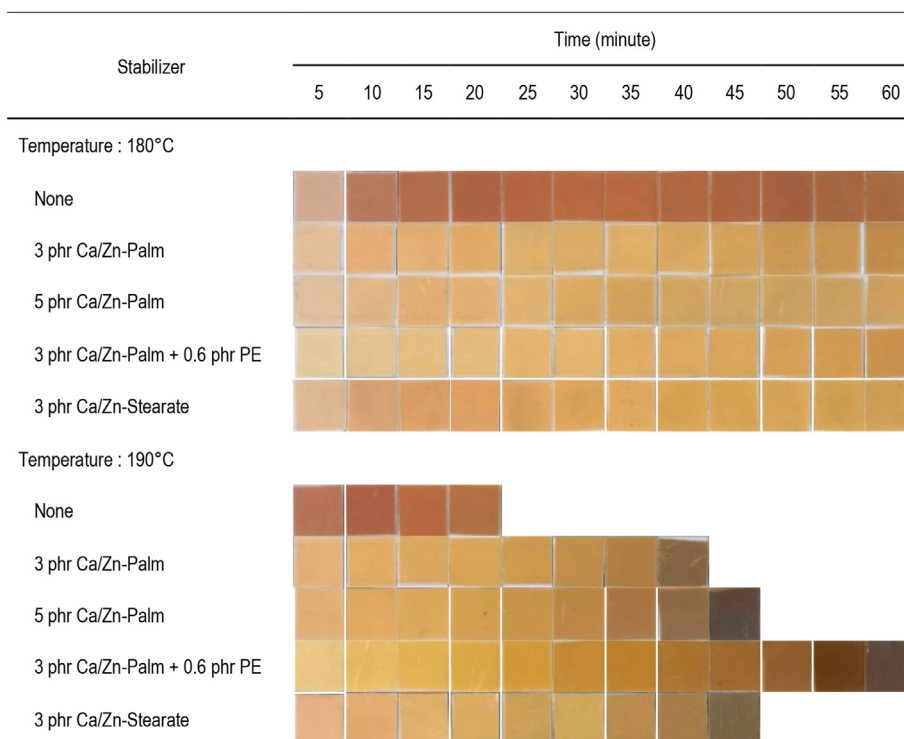 Stabilizer
Time (minute)
5 10 15 20 25 30 35 40 45 50 55 60
Temperature : 180°C
None
3 phr Ca/Zn-Palm
5 phr Ca/Zn-Palm
3 phr Ca/Zn-Palm + 0.6 phr PE
3 phr Ca/Zn-Stearate
Temperature : 190°C
None
3 phr Ca/Zn-Palm
5 phr Ca/Zn-Palm
3 phr Ca/Zn-Palm + 0.6 phr PE
3 phr Ca/Zn-Stearate